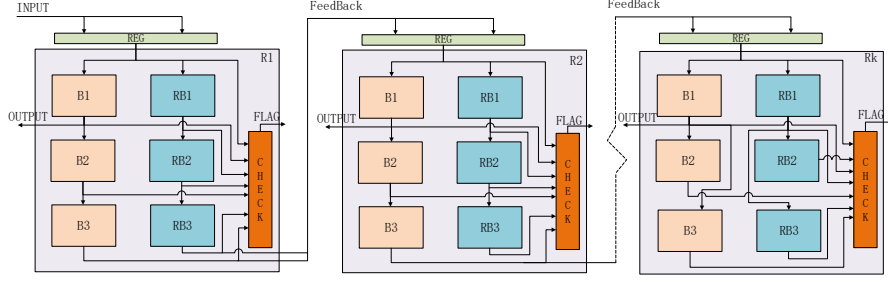 INPUT
REG
R1
B1
RB1
OUTPUT
FLAG
B2
RB2
CHECK
B3
RB3
FeedBack
REG
R2
B1
RB1
OUTPUT
FLAG
B2
RB2
CHECK
B3
RB3
FeedBack
REG
Rk
B1
RB1
OUTPUT
FLAG
B2
RB2
CHECK
B3
RB3